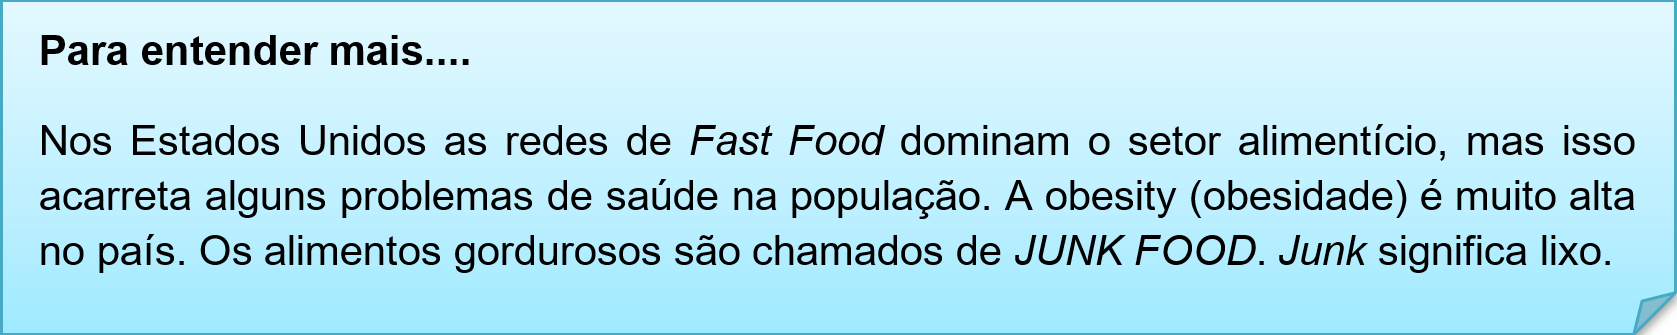 Para entender mais....
Nos Estados Unidos as redes de Fast Food dominam o setor alimentício, mas isso
acarreta alguns problemas de saúde na população. A obesity (obesidade) é muito alta
no país. Os alimentos gordurosos são chamados de JUNK FOOD. Junk significa lixo.